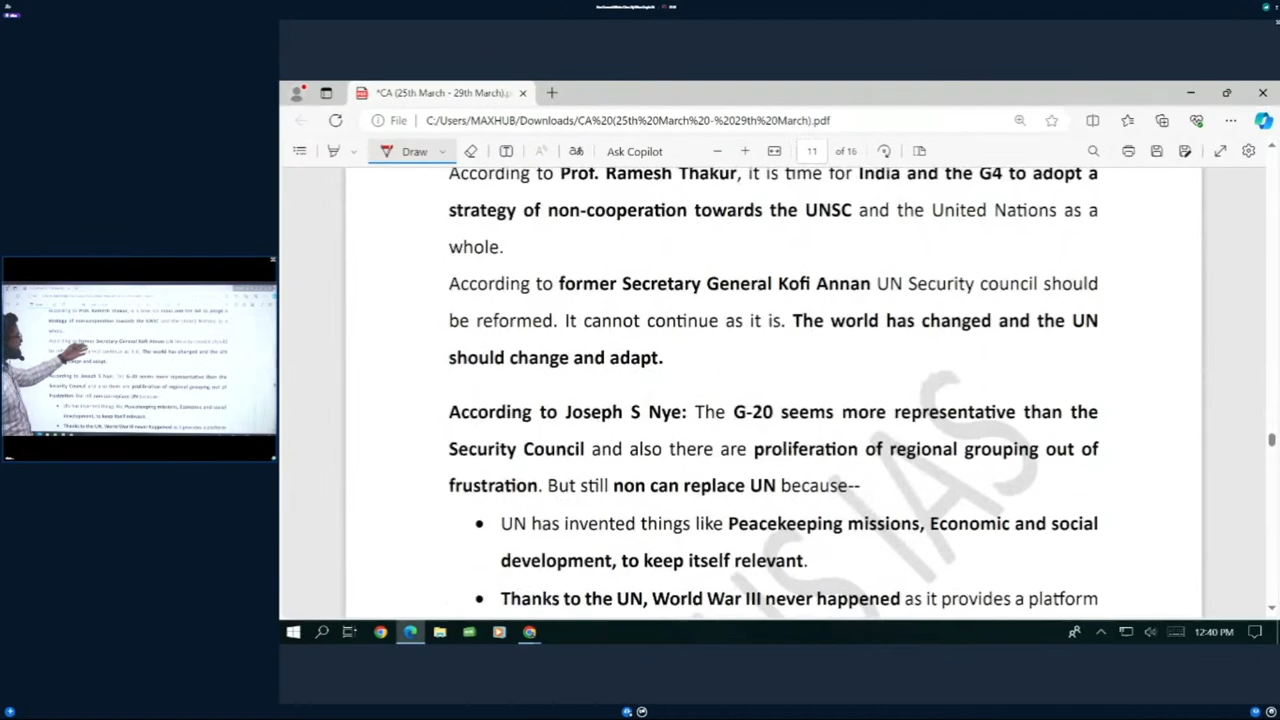 *CA (25th March - 29th March).p
File C:/Users/MAXHUB/Downloads/CA%20(25th%20March%20-%2029th%20March).pdf
Draw
Ask Copilot
11 of 16
According to Prof. Ramesh Thakur, it is time for India and the G4 to adopt a
strategy of non-cooperation towards the UNSC and the United Nations as a
whole.
According to former Secretary General Kofi Annan UN Security council should
be reformed. It cannot continue as it is. The world has changed and the UN
should change and adapt.
According to Joseph S Nye: The G-20 seems more representative than the
Security Council and also there are proliferation of regional grouping out of
frustration. But still non can replace UN because--
• UN has invented things like Peacekeeping missions, Economic and social
development, to keep itself relevant.
• Thanks to the UN, World War III never happened as it provides a platform
S IAS
12:40 PM